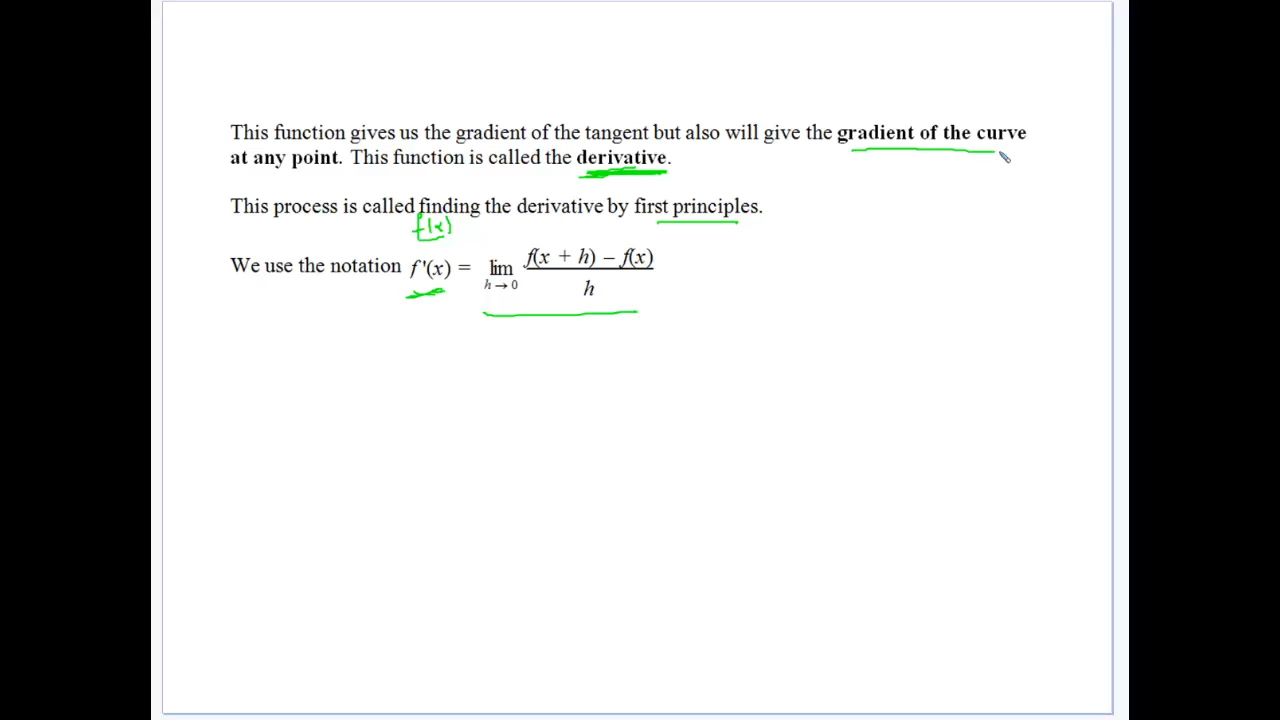 This function gives us the gradient of the tangent but also will give the gradient of the curve
at any point. This function is called the derivative.
This process is called finding the derivative by first principles.
f(x)
We use the notation f'(x) = lim h→0 f(x + h) – f(x)
h